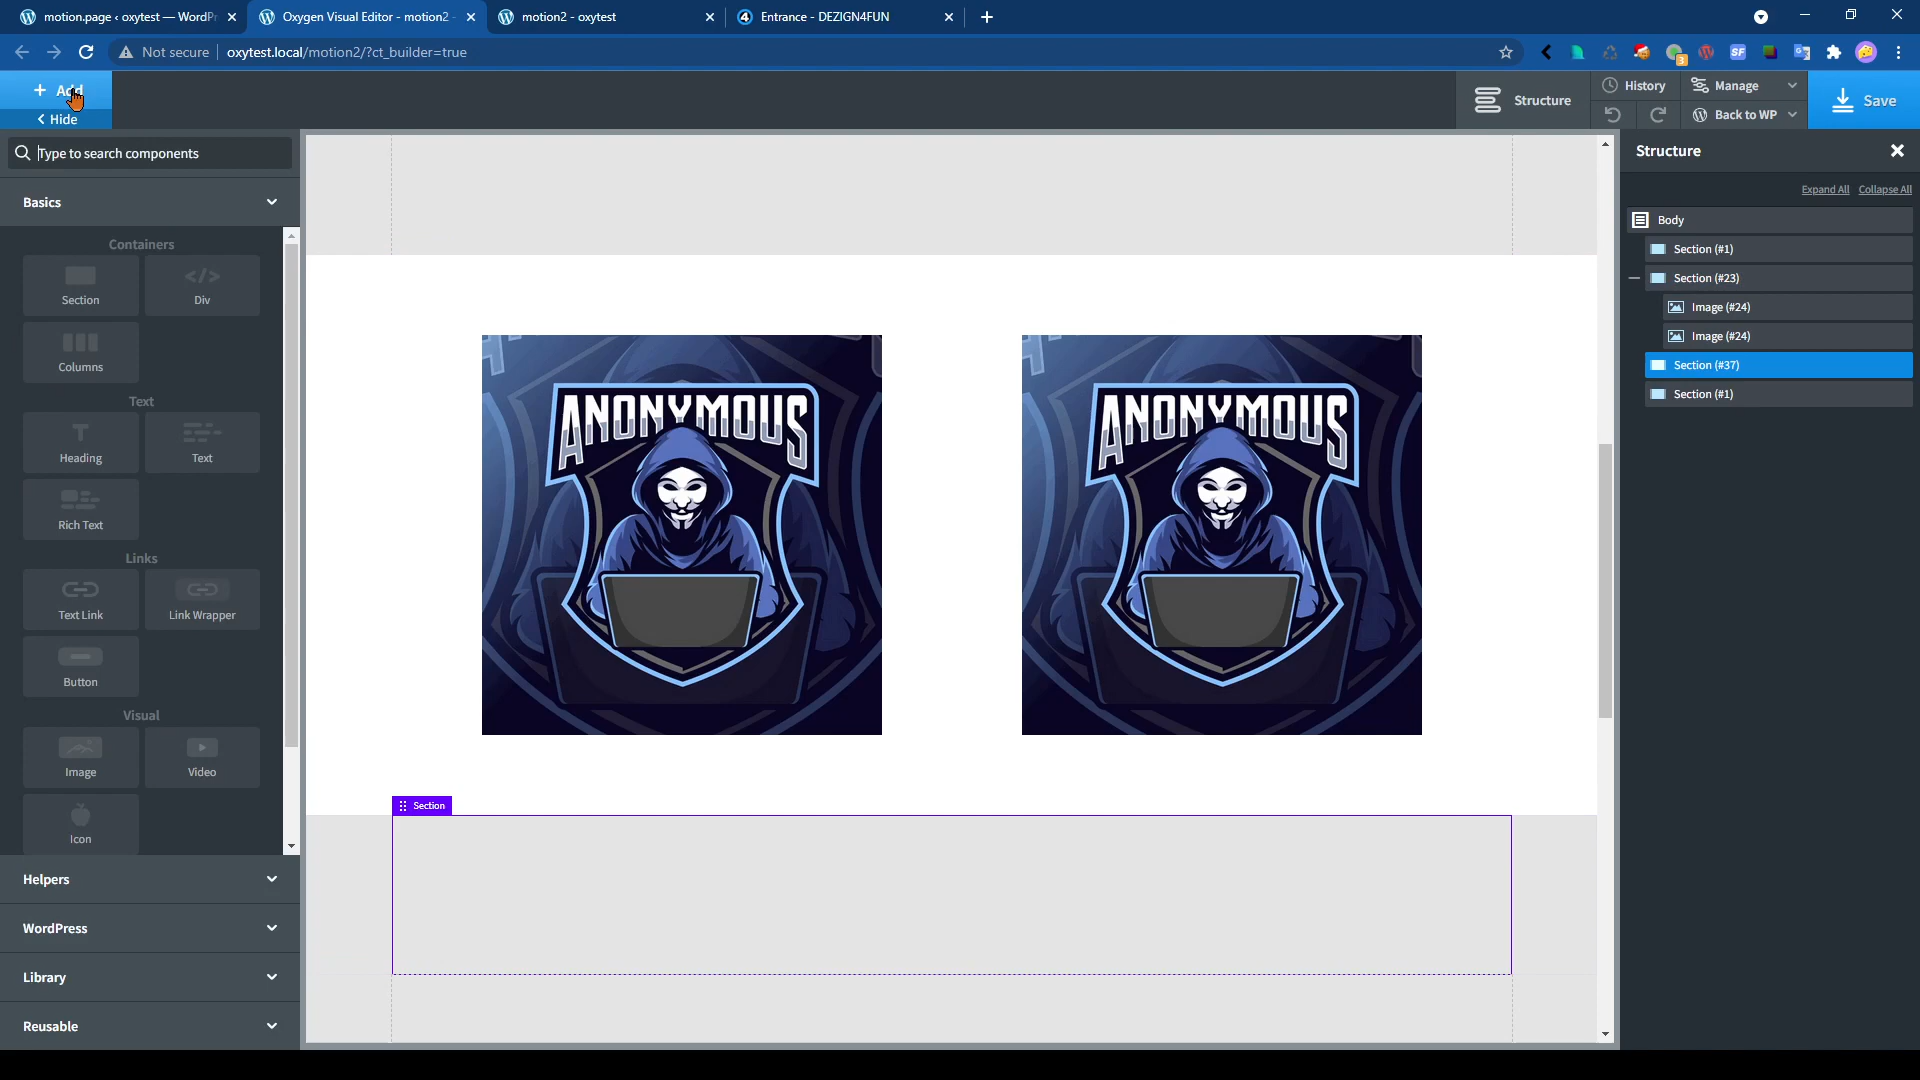 motion.page ‹ oxytest — WordPr
Oxygen Visual Editor - motion2 -
motion2 - oxytest
Entrance - DEZIGN4FUN
Not secure
oxytest.local/motion2/?ct_builder=true
SF
3
+ Add
Hide
Structure
History
Manage
Back to WP
Save
Type to search components
Basics
Containers
Section
Div
Columns
Text
Heading
Text
Rich Text
Links
Text Link
Link Wrapper
Button
Visual
Image
Video
Icon
Helpers
WordPress
Library
Reusable
ANONYMOUS
ANONYMOUS
Section
Structure
Expand All
Collapse All
Body
Section (#1)
Section (#23)
Image (#24)
Image (#24)
Section (#37)
Section (#1)